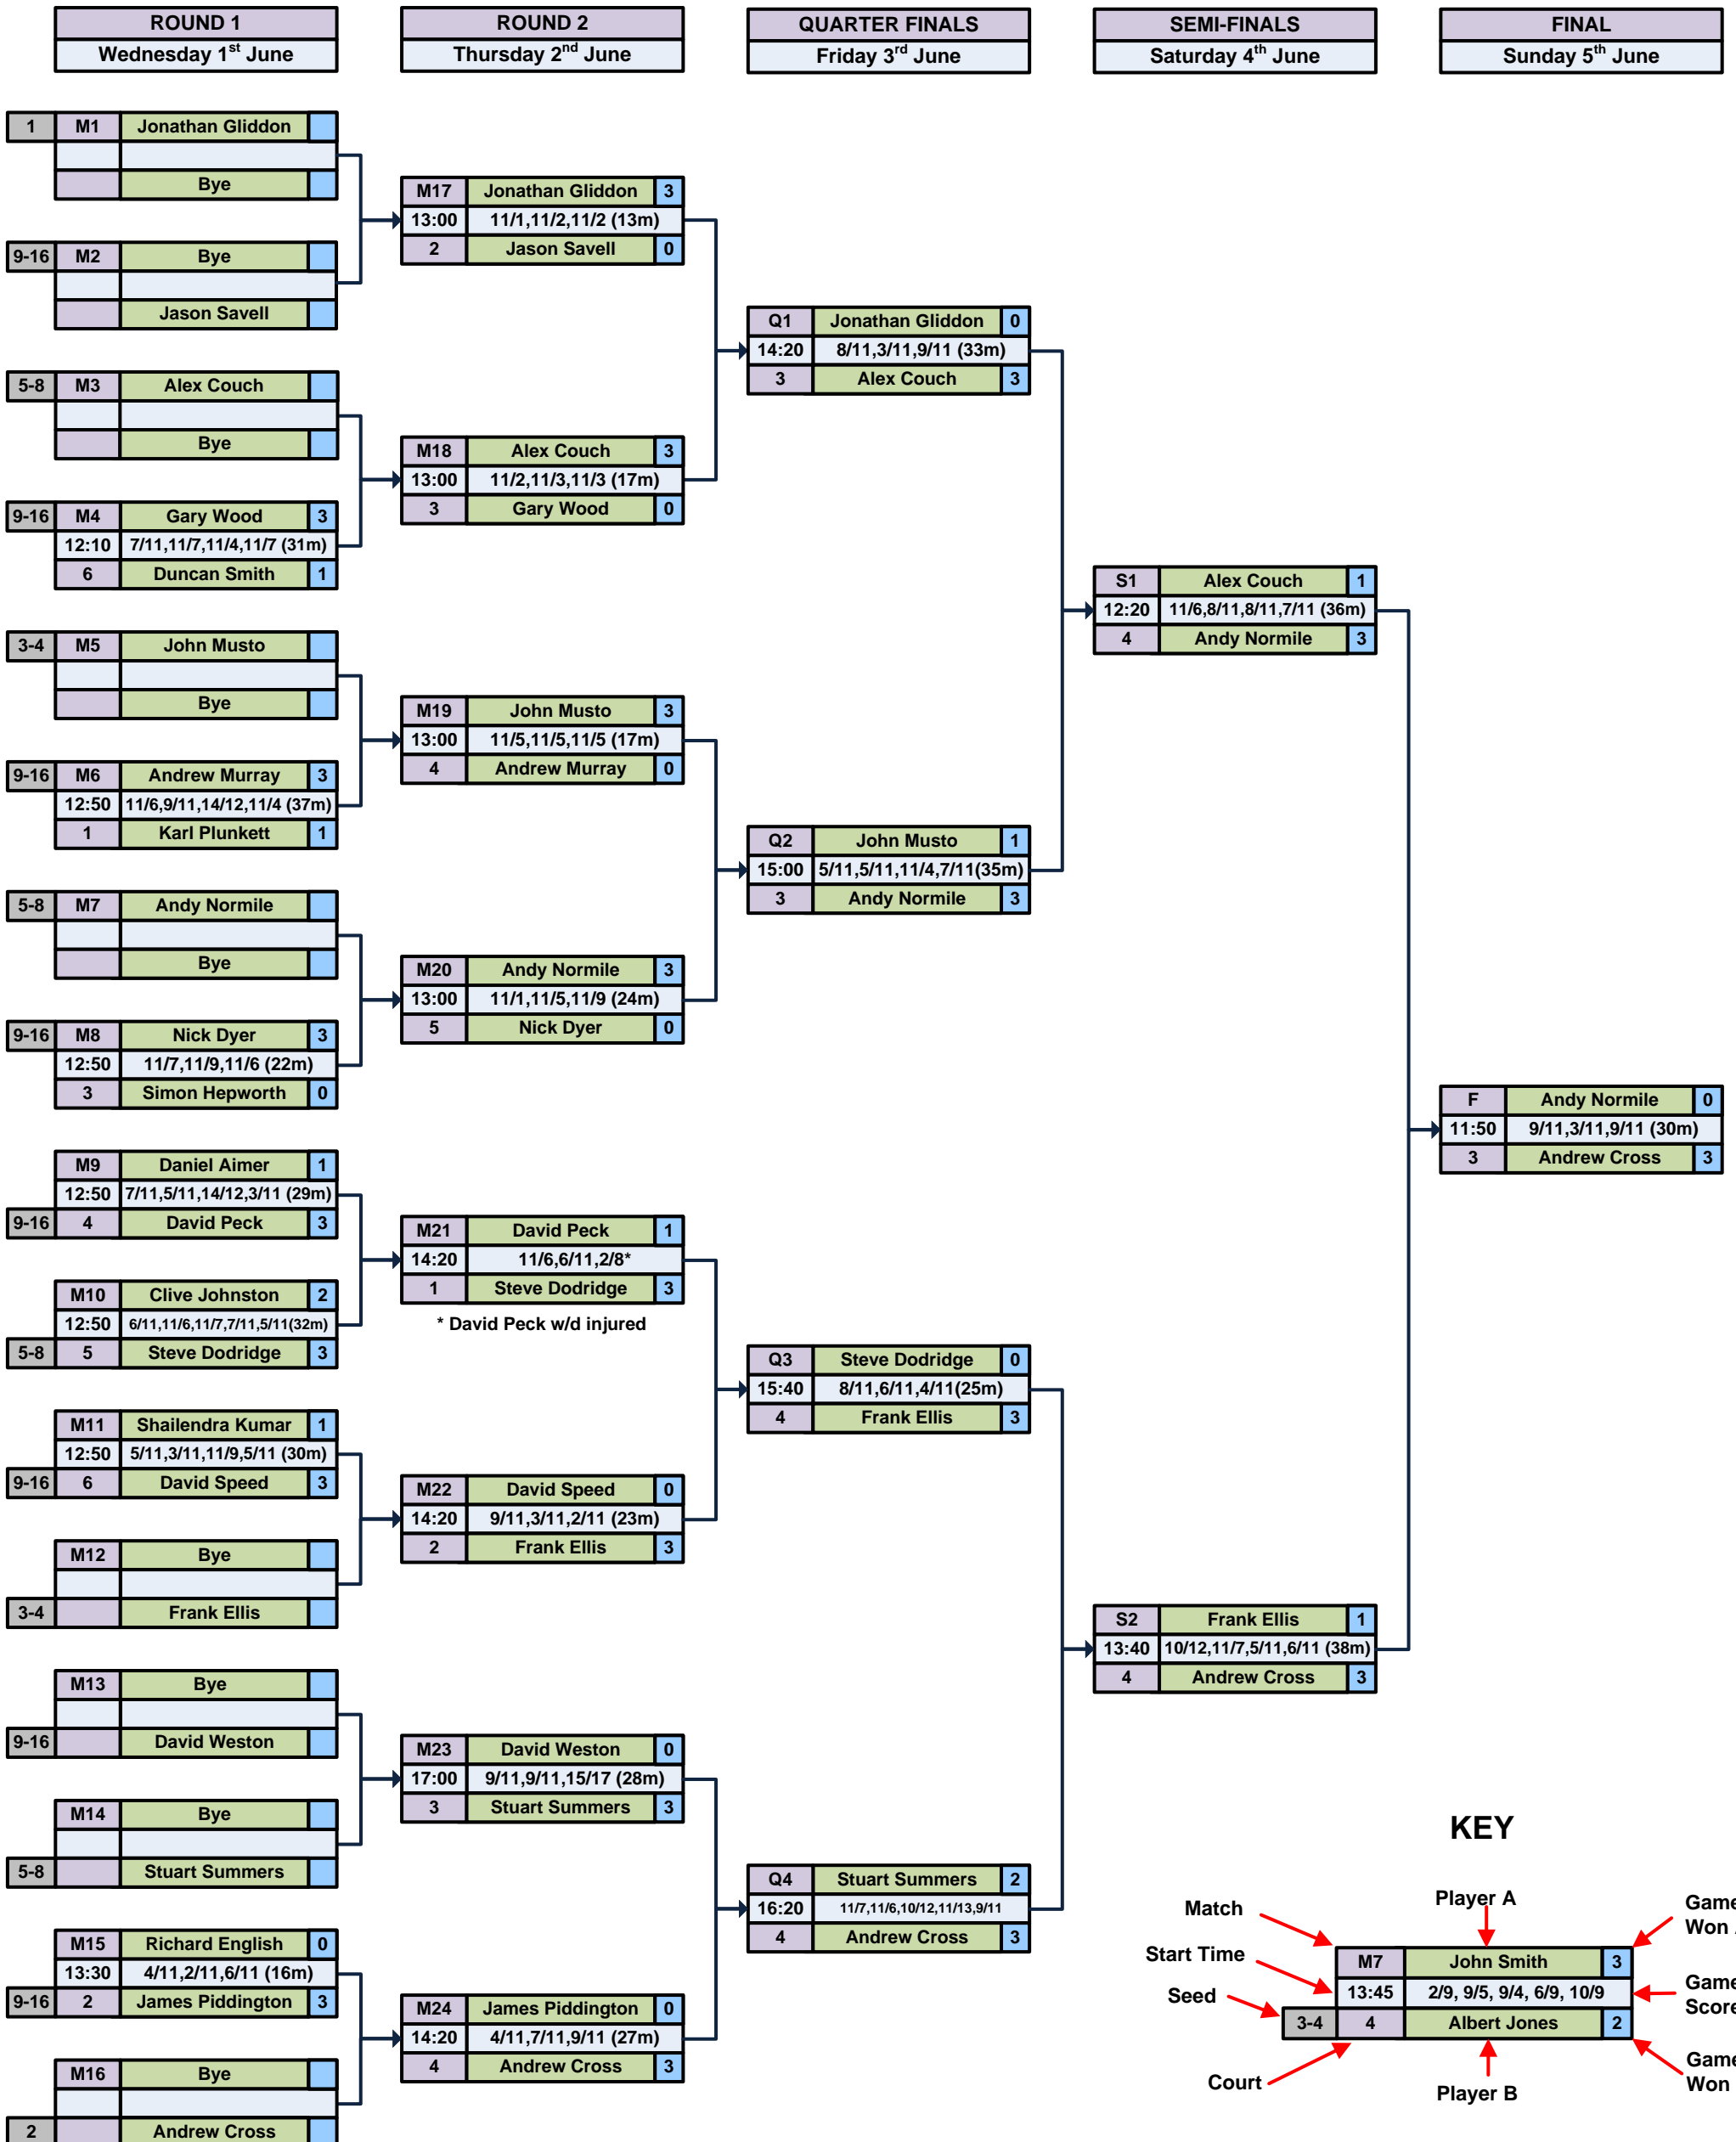 ROUND 1
Wednesday 1st June
ROUND 2
Thursday 2nd June
QUARTER FINALS
Friday 3rd June
SEMI-FINALS
Saturday 4th June
FINAL
Sunday 5th June
1 M1 Jonathan Gliddon
Bye
9-16 M2 Bye
Jason Savell
5-8 M3 Alex Couch
Bye
9-16 M4 Gary Wood 3
12:10 7/11,11/7,11/4,11/7 (31m)
6 Duncan Smith 1
3-4 M5 John Musto
Bye
9-16 M6 Andrew Murray 3
12:50 11/6,9/11,14/12,11/4 (37m)
1 Karl Plunkett 1
5-8 M7 Andy Normile
Bye
9-16 M8 Nick Dyer 3
12:50 11/7,11/9,11/6 (22m)
3 Simon Hepworth 0
M9 Daniel Aimer 1
12:50 7/11,5/11,14/12,3/11 (29m)
9-16 4 David Peck 3
M10 Clive Johnston 2
12:50 6/11,11/6,11/7,7/11,5/11(32m)
5-8 5 Steve Dodridge 3
M11 Shailendra Kumar 1
12:50 5/11,3/11,11/9,5/11 (30m)
9-16 6 David Speed 3
M12 Bye
3-4 Frank Ellis
M13 Bye
9-16 David Weston
M14 Bye
5-8 Stuart Summers
M15 Richard English 0
13:30 4/11,2/11,6/11 (16m)
9-16 2 James Piddington 3
M16 Bye
2 Andrew Cross
M17 Jonathan Gliddon 3
13:00 11/1,11/2,11/2 (13m)
2 Jason Savell 0
M18 Alex Couch 3
13:00 11/2,11/3,11/3 (17m)
3 Gary Wood 0
M19 John Musto 3
13:00 11/5,11/5,11/5 (17m)
4 Andrew Murray 0
M20 Andy Normile 3
13:00 11/1,11/5,11/9 (24m)
5 Nick Dyer 0
M21 David Peck 1
14:20 11/6,6/11,2/8*
1 Steve Dodridge 3
* David Peck w/d injured
M22 David Speed 0
14:20 9/11,3/11,2/11 (23m)
2 Frank Ellis 3
M23 David Weston 0
17:00 9/11,9/11,15/17 (28m)
3 Stuart Summers 3
M24 James Piddington 0
14:20 4/11,7/11,9/11 (27m)
4 Andrew Cross 3
Q1 Jonathan Gliddon 0
14:20 8/11,3/11,9/11 (33m)
3 Alex Couch 3
Q2 John Musto 1
15:00 5/11,5/11,11/4,7/11(35m)
3 Andy Normile 3
Q3 Steve Dodridge 0
15:40 8/11,6/11,4/11(25m)
4 Frank Ellis 3
Q4 Stuart Summers 2
16:20 11/7,11/6,10/12,11/13,9/11
4 Andrew Cross 3
S1 Alex Couch 1
12:20 11/6,8/11,8/11,7/11 (36m)
4 Andy Normile 3
S2 Frank Ellis 1
13:40 10/12,11/7,5/11,6/11 (38m)
4 Andrew Cross 3
F Andy Normile 0
11:50 9/11,3/11,9/11 (30m)
3 Andrew Cross 3
KEY
Match
Player A
Game
Won
Start Time
M7 John Smith 3
13:45 2/9, 9/5, 9/4, 6/9, 10/9
Game
Score
Seed
3-4 4 Albert Jones 2
Court
Player B
Game
Won